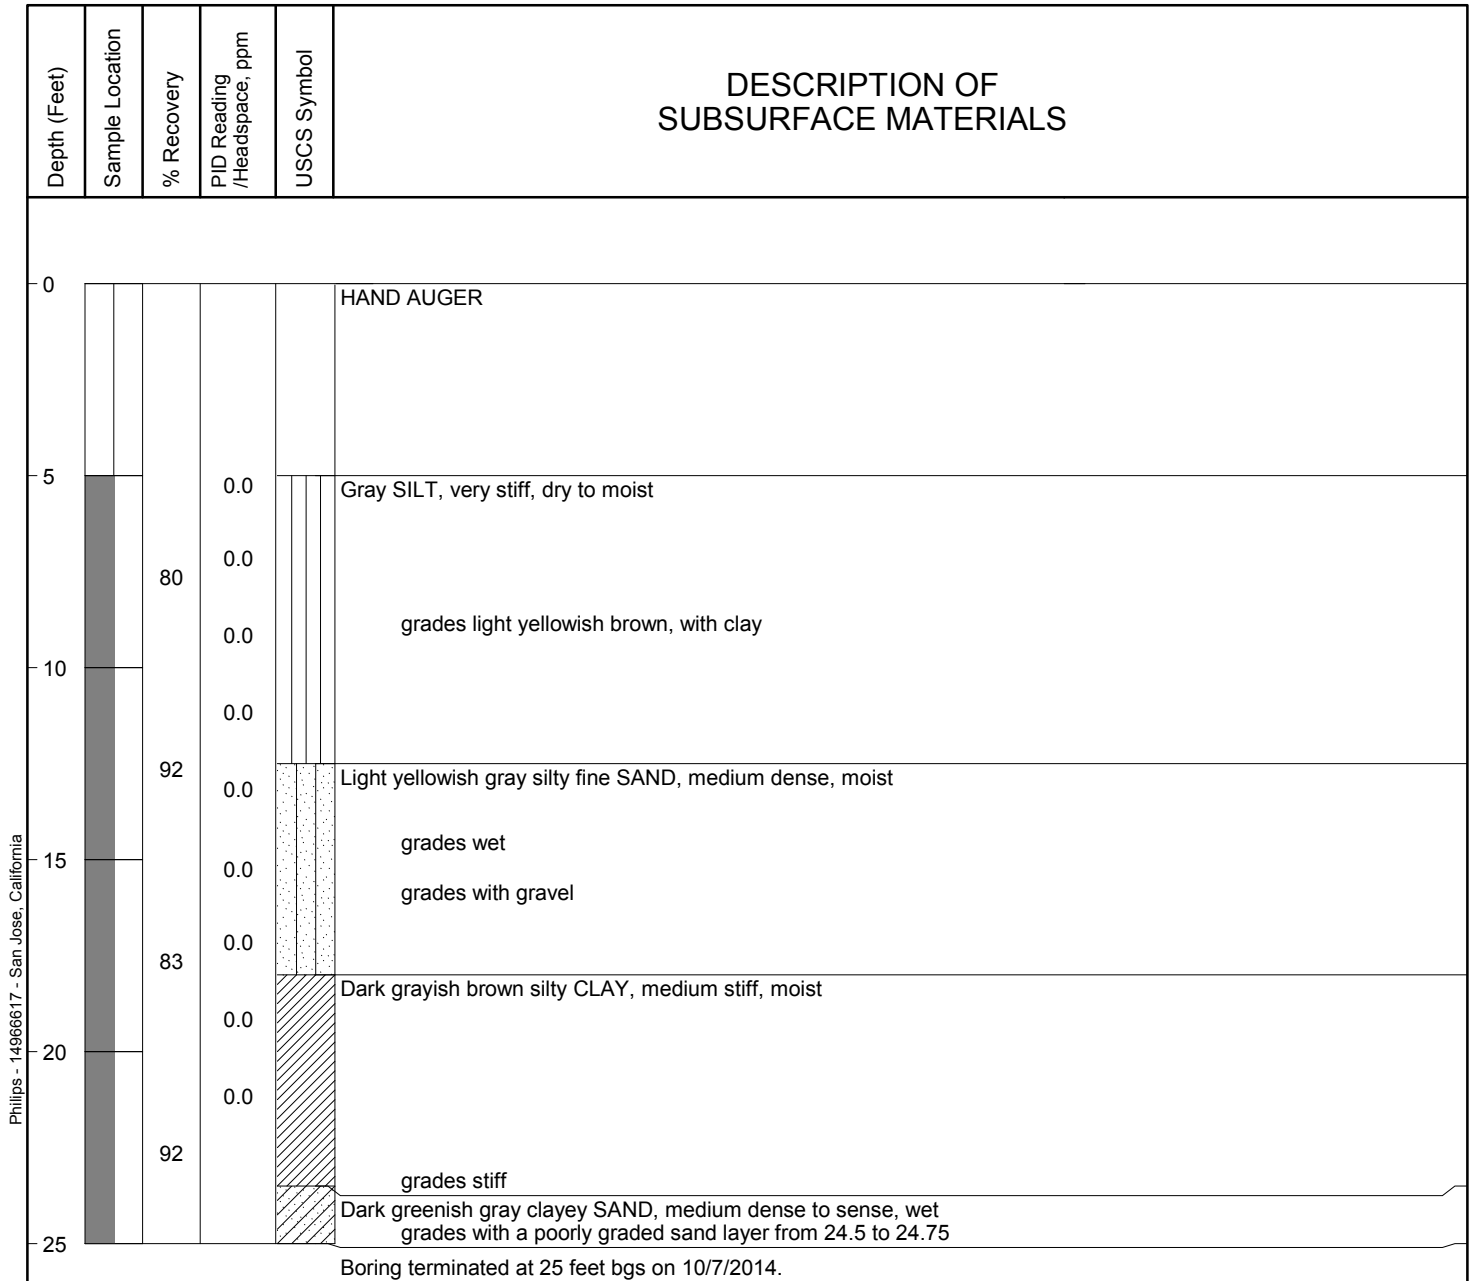 Depth (Feet)
Sample Location
% Recovery
PID Reading
/Headspace, ppm
USCS Symbol
DESCRIPTION OF
SUBSURFACE MATERIALS
0
HAND AUGER
5
0.0
Gray SILT, very stiff, dry to moist
0.0
80
grades light yellowish brown, with clay
0.0
10
0.0
92
Light yellowish gray silty fine SAND, medium dense, moist
0.0
grades wet
15
0.0
grades with gravel
0.0
83
Dark grayish brown silty CLAY, medium stiff, moist
0.0
20
0.0
92
grades stiff
Dark greenish gray clayey SAND, medium dense to sense, wet
grades with a poorly graded sand layer from 24.5 to 24.75
25
Boring terminated at 25 feet bgs on 10/7/2014.
Philips - 14966617 - San Jose, California